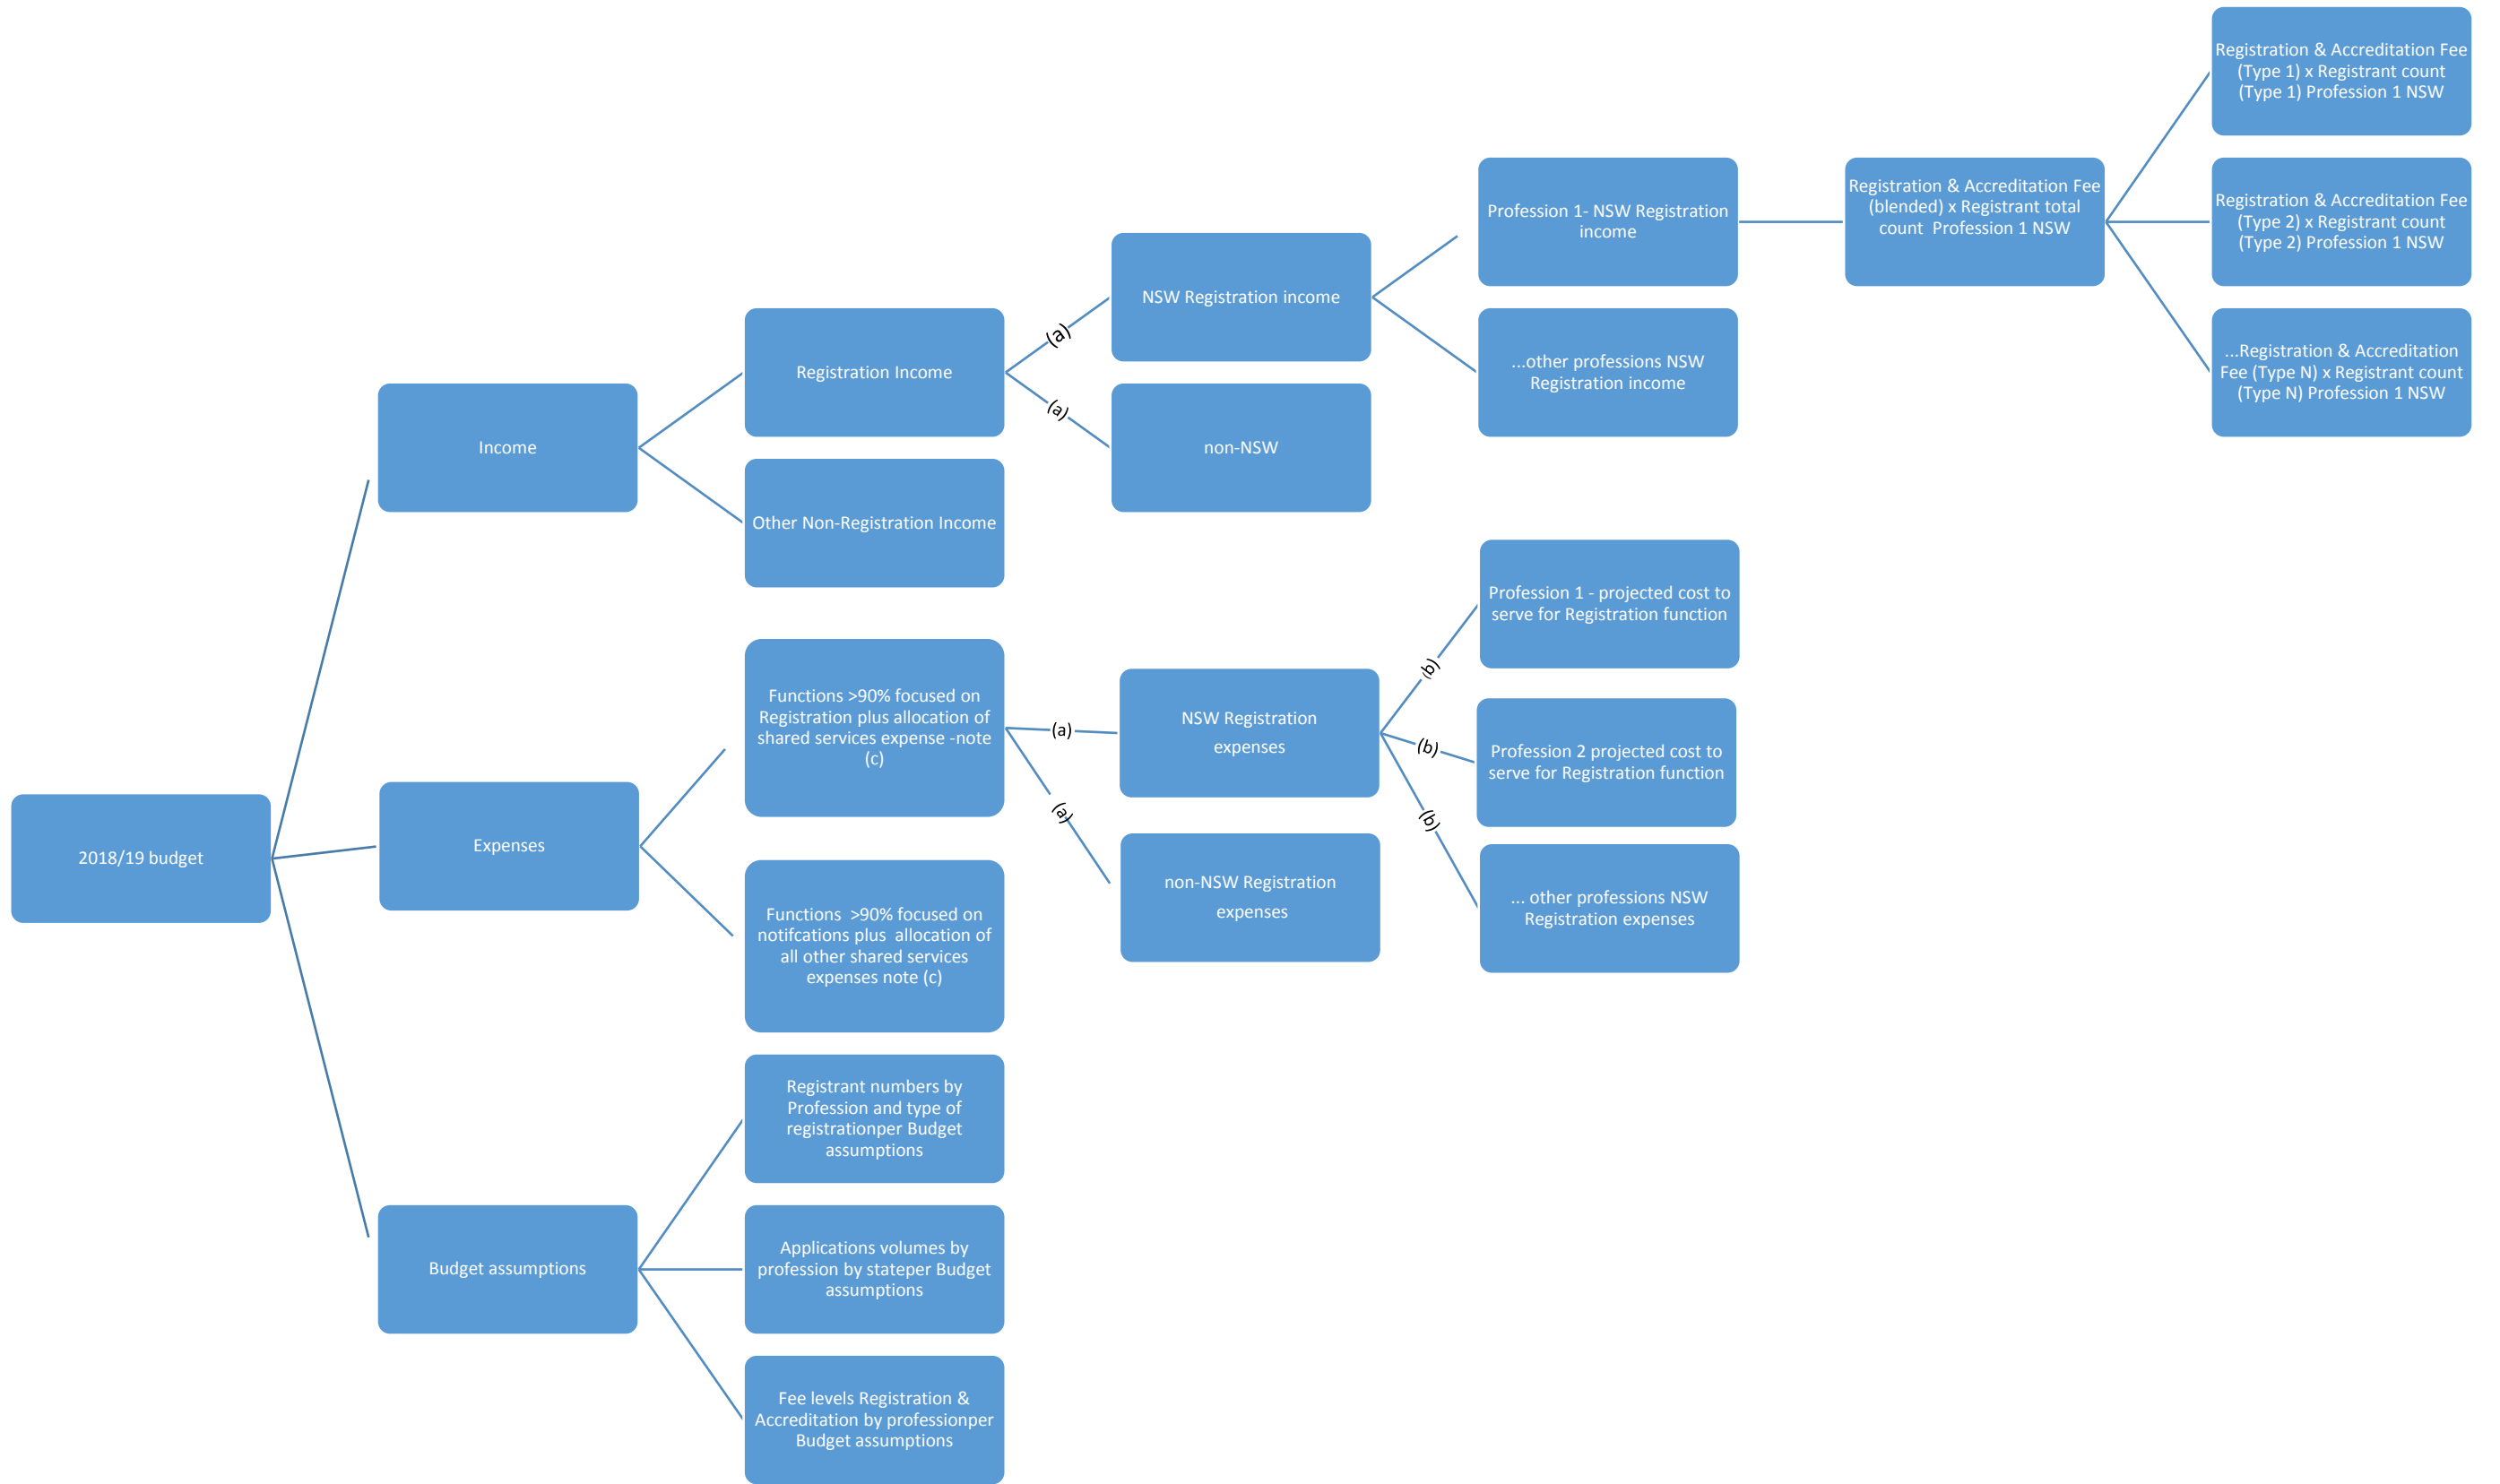 2018/19 budget
Income
Registration Income
(a)
NSW Registration income
Profession 1- NSW Registration
income
Registration & Accreditation Fee
(blended) x Registrant total
count  Profession 1 NSW
Registration & Accreditation Fee
(Type 1) x Registrant count
(Type 1) Profession 1 NSW
Registration & Accreditation Fee
(Type 2) x Registrant count
(Type 2) Profession 1 NSW
...Registration & Accreditation
Fee (Type N) x Registrant count
(Type N) Profession 1 NSW
...other professions NSW
Registration income
(a)
non-NSW
Other Non-Registration Income
Expenses
Functions >90% focused on
Registration plus allocation of
shared services expense -note
(c)
(a)
NSW Registration
expenses
(b)
Profession 1 - projected cost to
serve for Registration function
(b)
Profession 2 projected cost to
serve for Registration function
(b)
... other professions NSW
Registration expenses
(a)
non-NSW Registration
expenses
Functions  >90% focused on
notifcations plus  allocation of
all other shared services
expenses note (c)
Budget assumptions
Registrant numbers by
Profession and type of
registrationper Budget
assumptions
Applications volumes by
profession by stateper Budget
assumptions
Fee levels Registration &
Accreditation by professionper
Budget assumptions